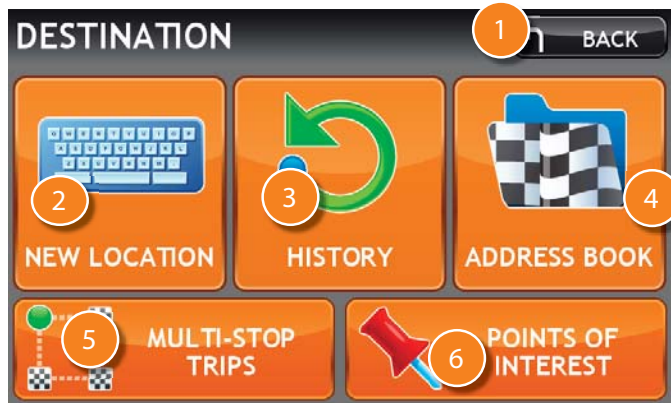 DESTINATION
1
BACK
2
3
4
NEW LOCATION
HISTORY
ADDRESS BOOK
5
MULTI-STOP
TRIPS
6
POINTS OF
INTEREST